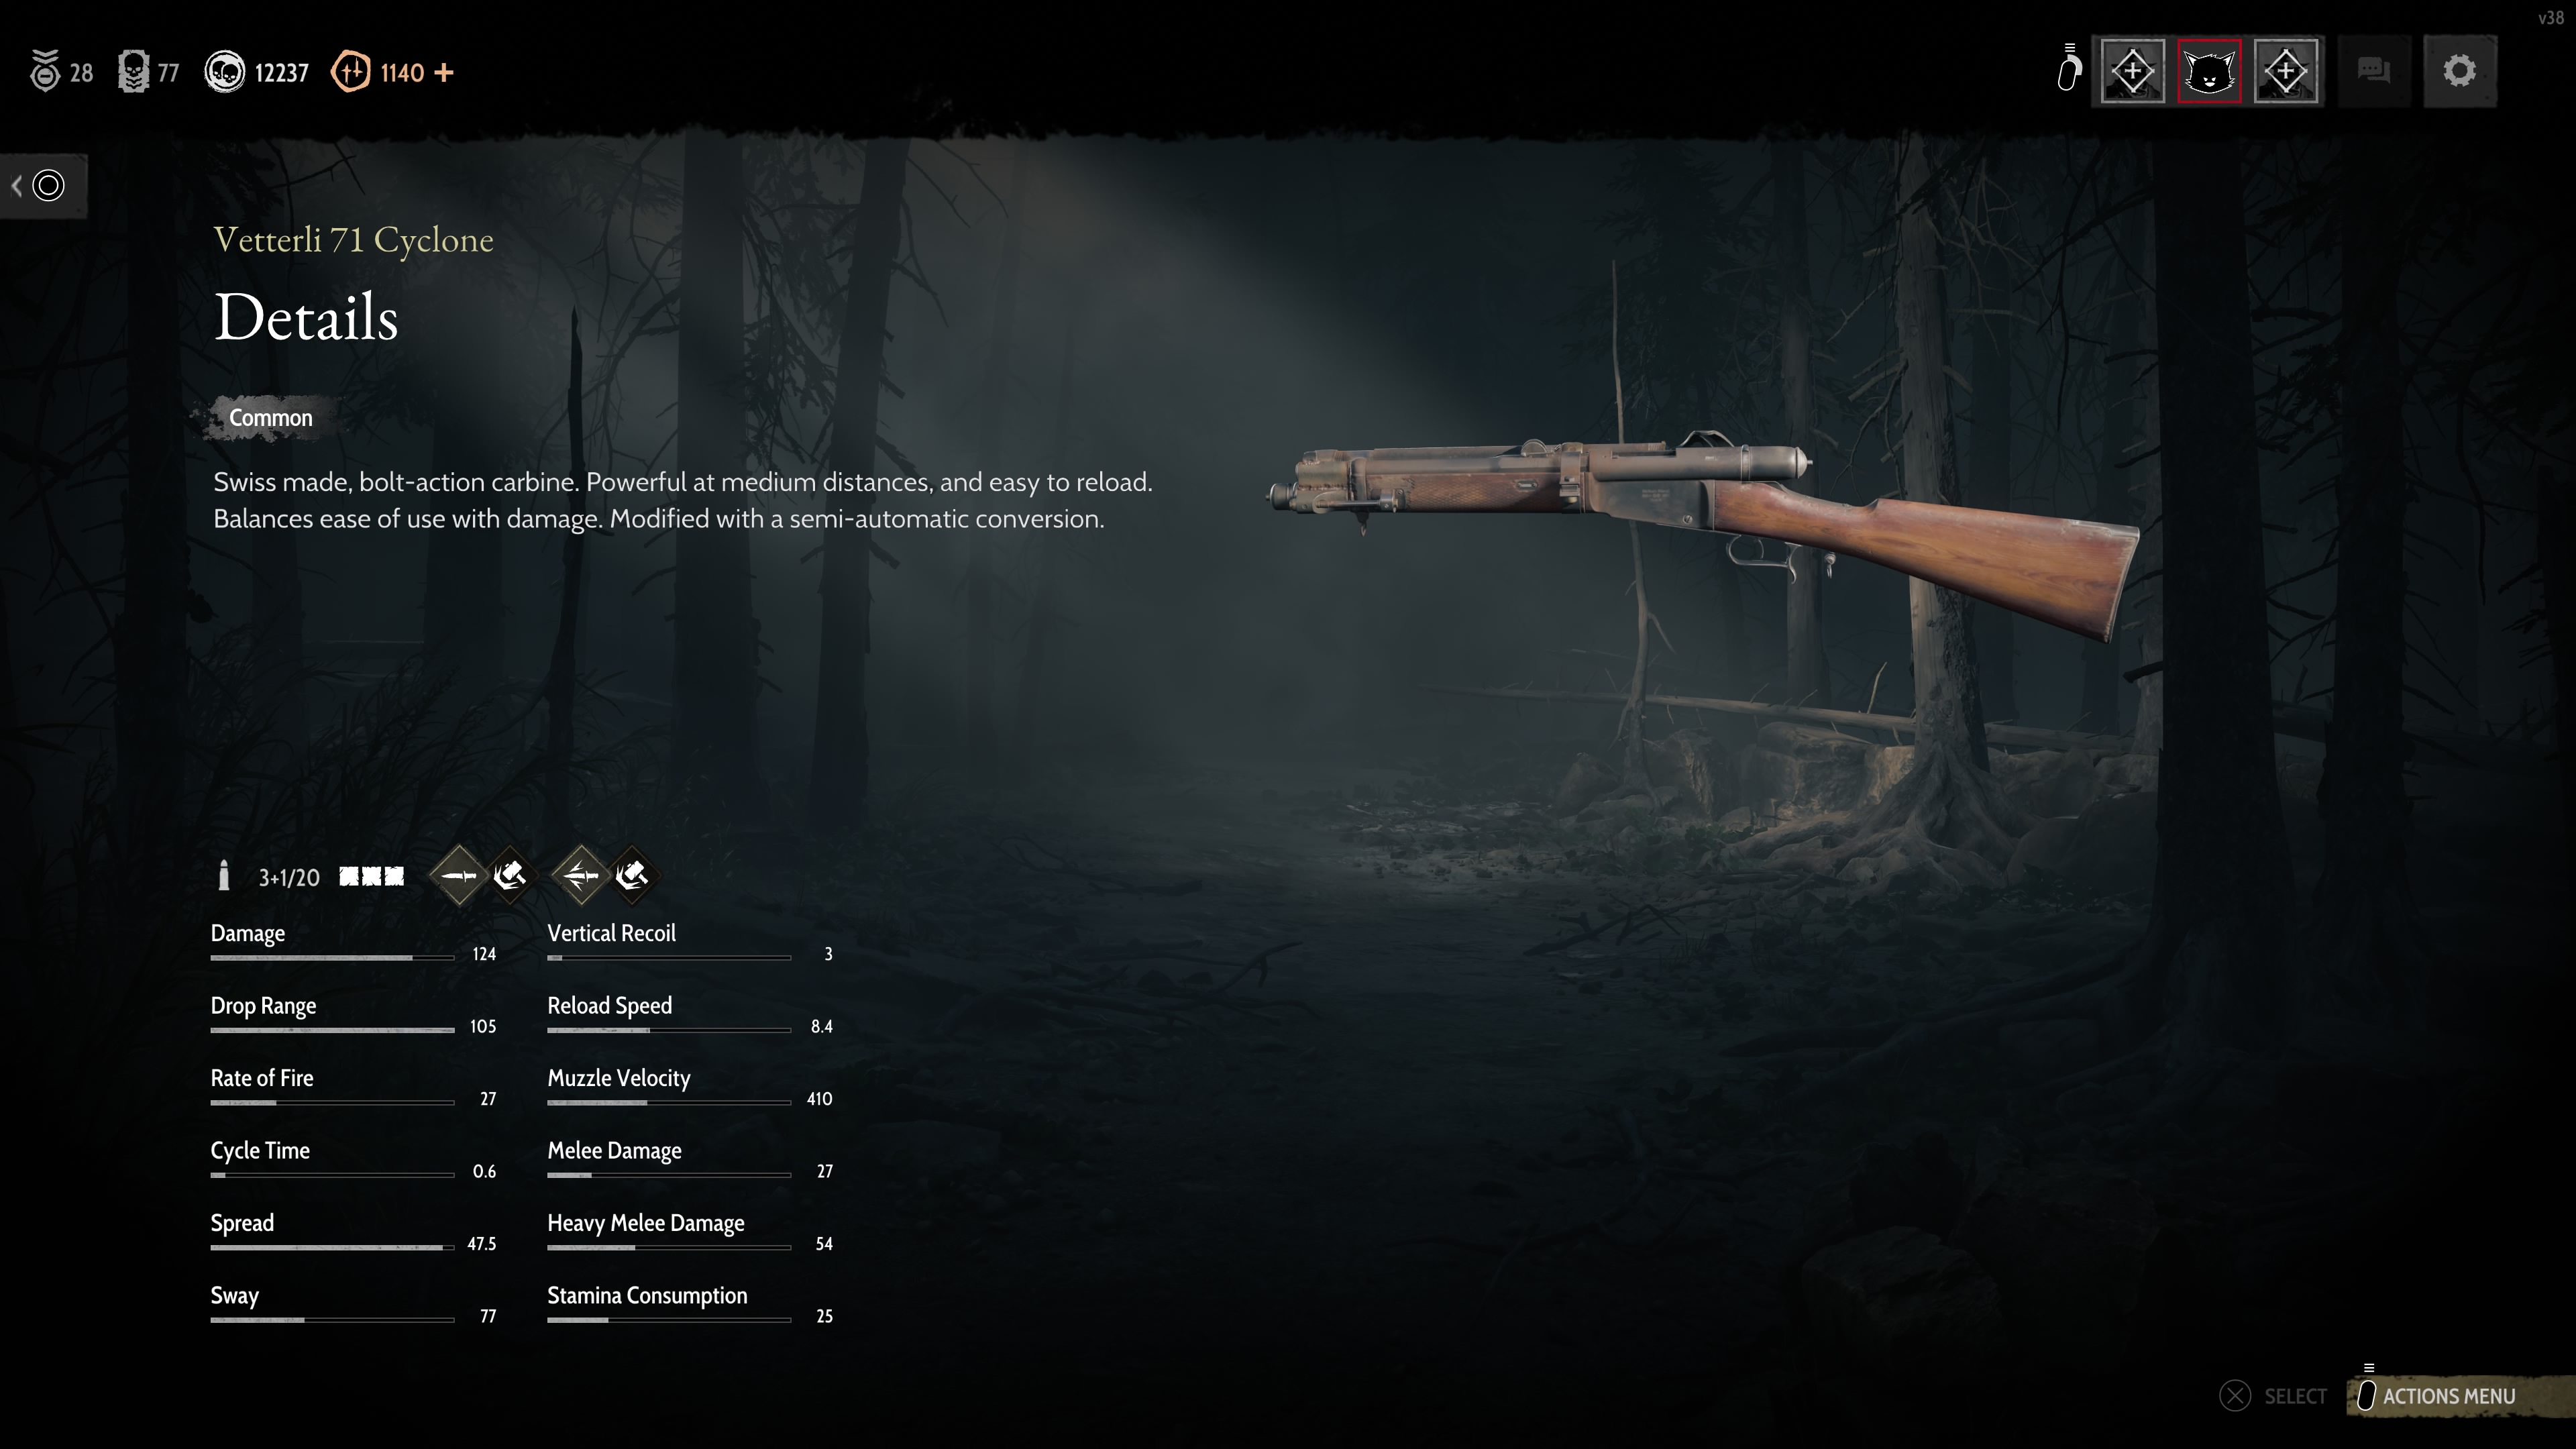 v38
28
77
12237
1140 +
Vetterli 71 Cyclone
Details
Common
Swiss made, bolt-action carbine. Powerful at medium distances, and easy to reload.
Balances ease of use with damage. Modified with a semi-automatic conversion.
3+1/20
Damage 124
Vertical Recoil 3
Drop Range 105
Reload Speed 8.4
Rate of Fire 27
Muzzle Velocity 410
Cycle Time 0.6
Melee Damage 27
Spread 47.5
Heavy Melee Damage 54
Sway 77
Stamina Consumption 25
SELECT
ACTIONS MENU